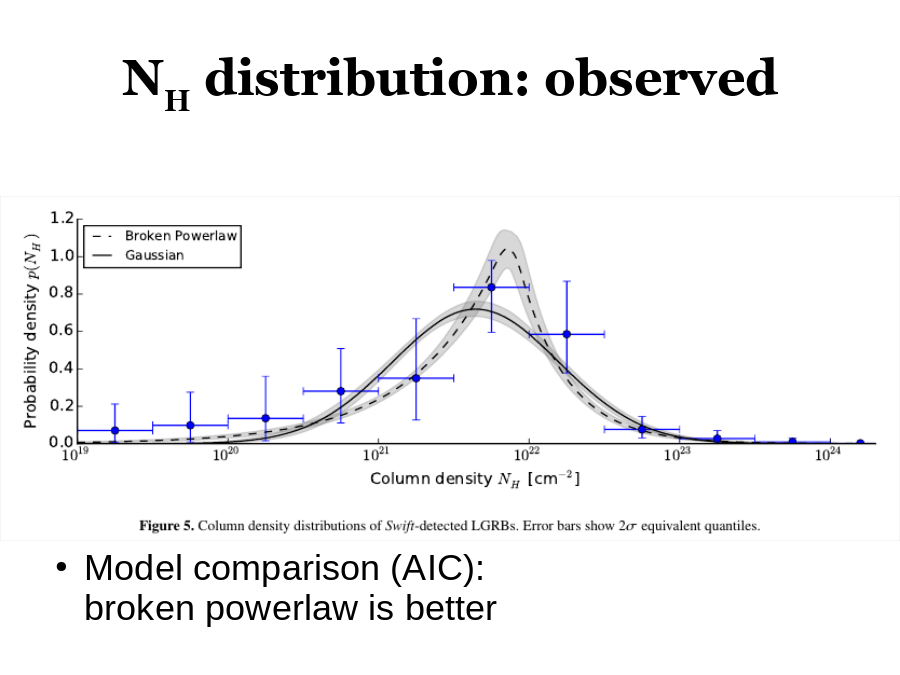 N_H distribution: observed
1.2
1.0
0.8
0.6
0.4
0.2
0.0
Probability density p(N_H)
Broken Powerlaw
Gaussian
10^19 10^20 10^21 10^22 10^23 10^24
Column density N_H [cm^−2]
Figure 5. Column density distributions of Swift-detected LGRBs. Error bars show 2σ equivalent quantiles.
• Model comparison (AIC):
broken powerlaw is better